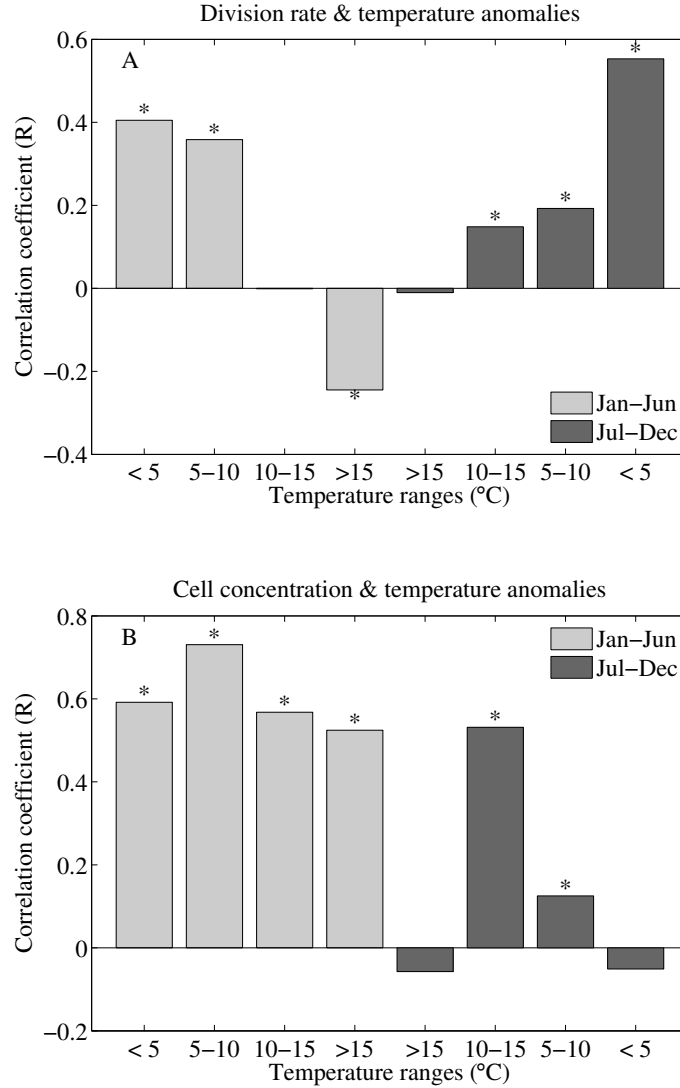 Division rate & temperature anomalies
A
0.6
0.4
0.2
0
−0.2
−0.4
Correlation coefficient (R)
*
*
*
*
*
*
Jan−Jun
Jul−Dec
< 5 5−10 10−15 >15 >15 10−15 5−10 < 5
Temperature ranges (°C)
Cell concentration & temperature anomalies
B
0.8
0.6
0.4
0.2
0
−0.2
Correlation coefficient (R)
*
*
*
*
*
*
Jan−Jun
Jul−Dec
< 5 5−10 10−15 >15 >15 10−15 5−10 < 5
Temperature ranges (°C)